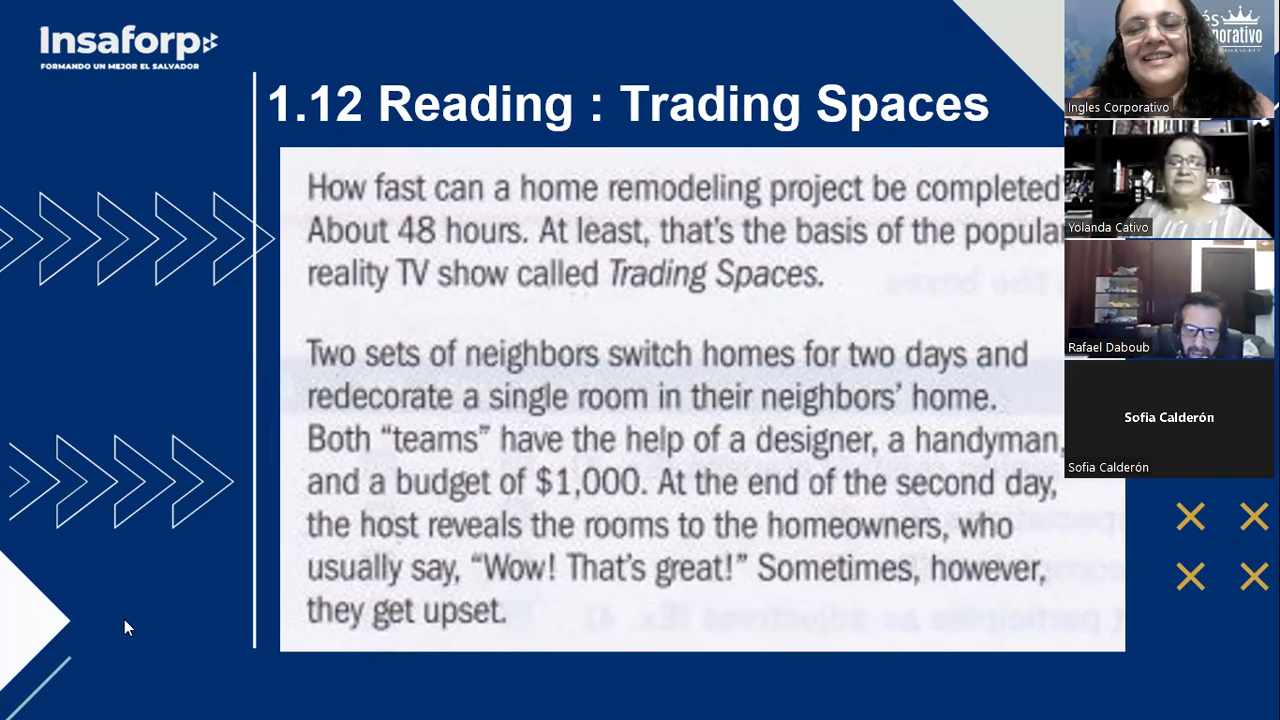 Insaforp
FORMANDO UN MEJOR EL SALVADOR
1.12 Reading : Trading Spaces
How fast can a home remodeling project be completed
About 48 hours. At least, that's the basis of the popular
reality TV show called Trading Spaces.
Two sets of neighbors switch homes for two days and
redecorate a single room in their neighbors' home.
Both “teams” have the help of a designer, a handyman,
and a budget of $1,000. At the end of the second day,
the host reveals the rooms to the homeowners, who
usually say, “Wow! That's great!” Sometimes, however,
they get upset.
Ingles Corporativo
Yolanda Cativo
Rafael Daboub
Sofia Calderón
Sofia Calderón